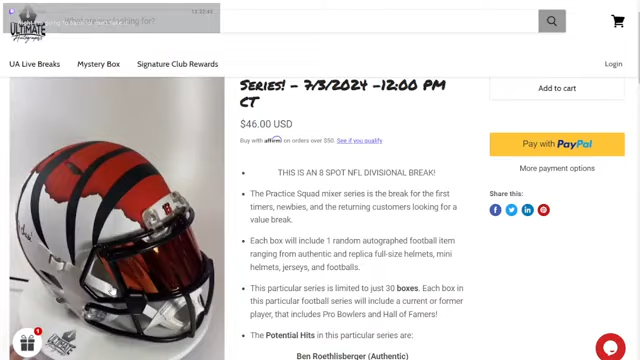 What are you looking for?
ULTIMATE
Autographs
UA Live Breaks
Mystery Box
Signature Club Rewards
Login
Series! - 7/3/2024 -12:00 PM
CT
$46.00 USD
Buy with affirm on orders over $50. See if you qualify
Add to cart
Pay with PayPal
More payment options
Share this:
THIS IS AN 8 SPOT NFL DIVISIONAL BREAK!
The Practice Squad mixer series is the break for the first
timers, newbies, and the returning customers looking for a
value break.
Each box will include 1 random autographed football item
ranging from authentic and replica full-size helmets, mini
helmets, jerseys, and footballs.
This particular series is limited to just 30 boxes. Each box in
this particular football series will include a current or former
player, that includes Pro Bowlers and Hall of Famers!
The Potential Hits in this particular series are:
Ben Roethlisberger (Authentic)